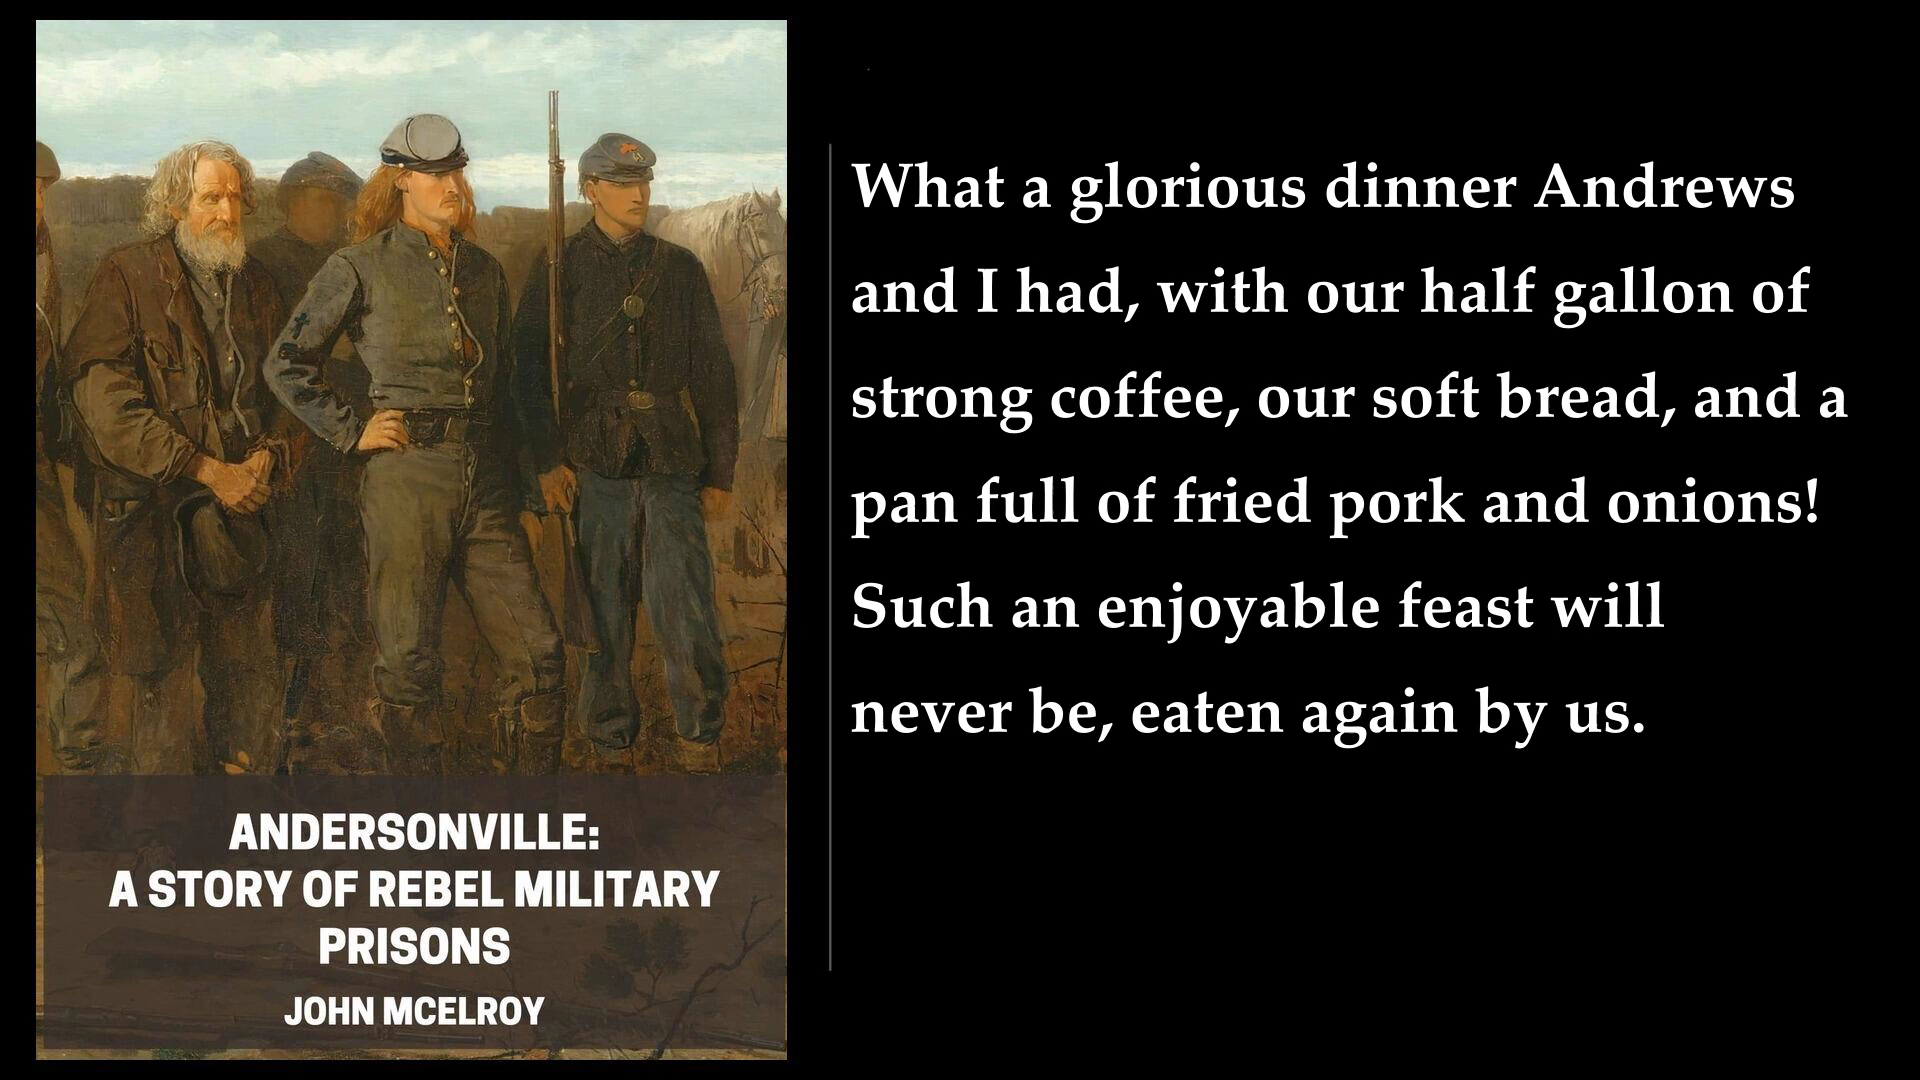 What a glorious dinner Andrews
and I had, with our half gallon of
strong coffee, our soft bread, and a
pan full of fried pork and onions!
Such an enjoyable feast will
never be, eaten again by us.
ANDERSONVILLE:
A STORY OF REBEL MILITARY
PRISONS
JOHN MCELROY